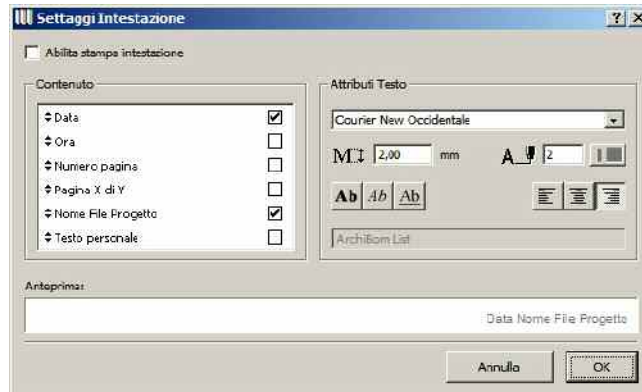 Settaggi Intestazione
Abilita stampa intestazione
Contenuto
Data
Ora
Numero pagina
Pagina X di Y
Nome File Progetto
Testo personale
Attributi Testo
Courier New Occidentale
M 2,00 mm A 2
Ab Ab Ab
ArchiBom List
Anteprima:
Data Nome File Progetto
Annulla OK